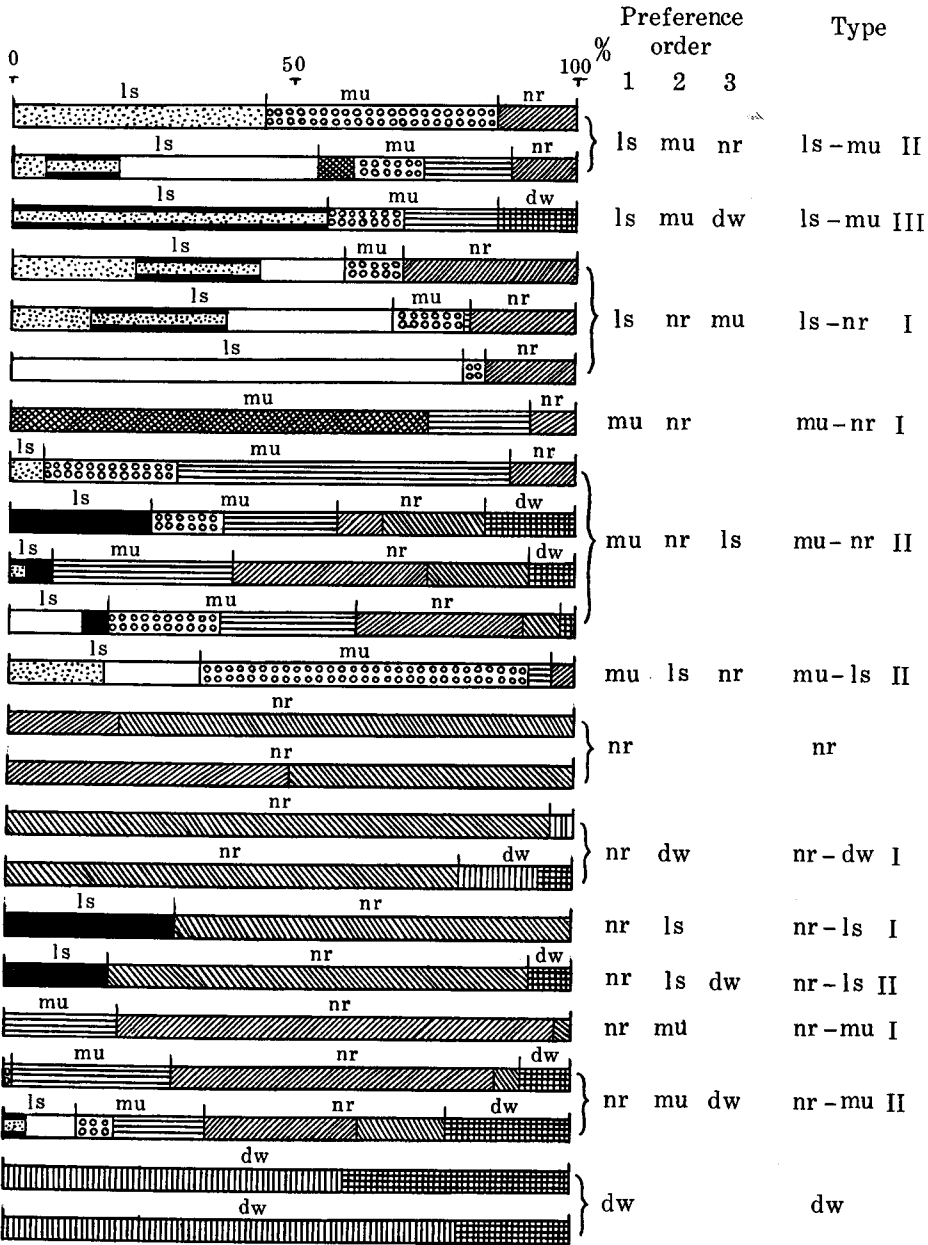 Preference order
Type
0 50 100 %
1 2 3
ls mu nr
ls mu nr
ls mu nr ls-mu II
ls mu dw
ls mu dw ls-mu III
ls mu nr
ls mu nr
ls nr mu ls-nr I
ls nr
mu nr
mu nr mu-nr I
ls mu nr
ls mu nr dw
mu nr ls mu-nr II
ls mu nr dw
ls mu nr
ls mu
mu ls nr mu-ls II
nr
nr nr
nr
nr
nr dw nr-dw I
nr dw
ls nr
nr ls nr-ls I
ls nr dw
nr ls dw nr-ls II
mu nr
nr mu nr-mu I
mu nr dw
nr mu dw nr-mu II
ls mu nr dw
dw
dw dw
dw